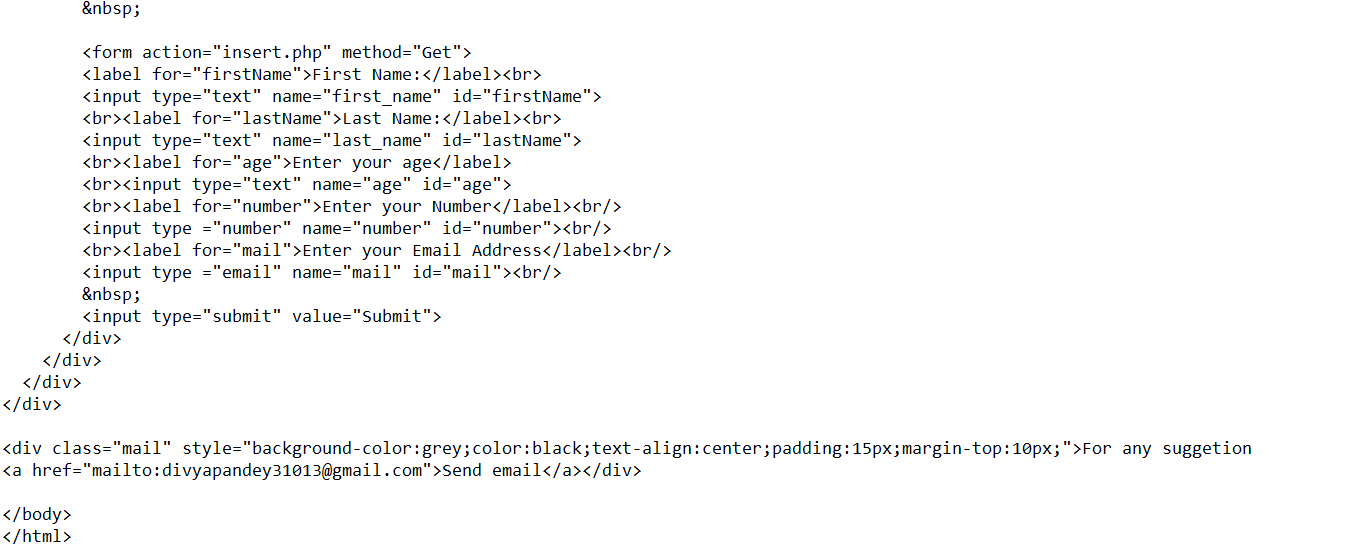 &nbsp;
<form action="insert.php" method="Get">
<label for="firstName">First Name:</label><br>
<input type="text" name="first_name" id="firstName">
<br><label for="lastName">Last Name:</label><br>
<input type="text" name="last_name" id="lastName">
<br><label for="age">Enter your age</label>
<br><input type="text" name="age" id="age">
<br><label for="number">Enter your Number</label><br/>
<input type ="number" name="number" id="number"><br/>
<br><label for="mail">Enter your Email Address</label><br/>
<input type ="email" name="mail" id="mail"><br/>
&nbsp;
<input type="submit" value="Submit">
</div>
</div>
</div>
</div>
<div class="mail" style="background-color:grey;color:black;text-align:center;padding:15px;margin-top:10px;">For any suggetion
<a href="mailto:divyapandey31013@gmail.com">Send email</a></div>
</body>
</html>